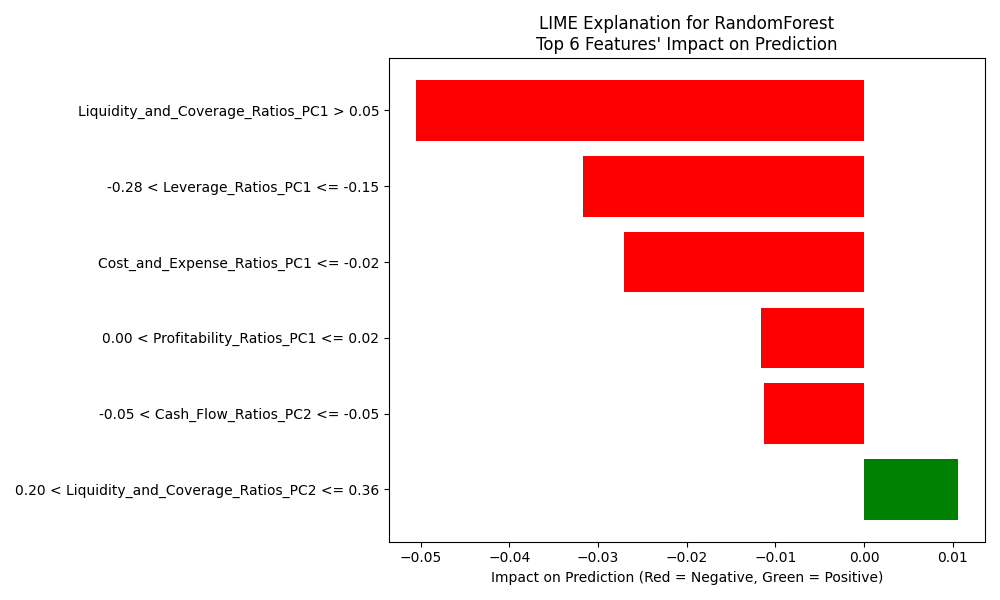 LIME Explanation for RandomForest
Top 6 Features' Impact on Prediction
Liquidity_and_Coverage_Ratios_PC1 > 0.05
-0.28 < Leverage_Ratios_PC1 <= -0.15
Cost_and_Expense_Ratios_PC1 <= -0.02
0.00 < Profitability_Ratios_PC1 <= 0.02
-0.05 < Cash_Flow_Ratios_PC2 <= -0.05
0.20 < Liquidity_and_Coverage_Ratios_PC2 <= 0.36
−0.05 −0.04 −0.03 −0.02 −0.01 0.00 0.01
Impact on Prediction (Red = Negative, Green = Positive)